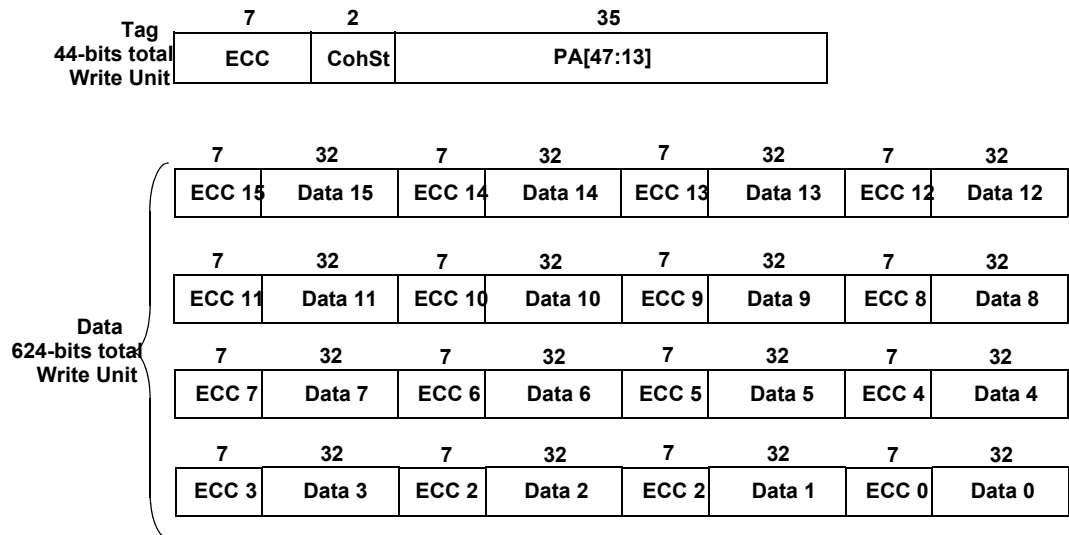 7 2 35
Tag
44-bits total
Write Unit
ECC CohSt PA[47:13]
7 32 7 32 7 32 7 32
ECC 15 Data 15 ECC 14 Data 14 ECC 13 Data 13 ECC 12 Data 12
7 32 7 32 7 32 7 32
ECC 11 Data 11 ECC 10 Data 10 ECC 9 Data 9 ECC 8 Data 8
Data
624-bits total
Write Unit
7 32 7 32 7 32 7 32
ECC 7 Data 7 ECC 6 Data 6 ECC 5 Data 5 ECC 4 Data 4
7 32 7 32 7 32 7 32
ECC 3 Data 3 ECC 2 Data 2 ECC 2 Data 1 ECC 0 Data 0